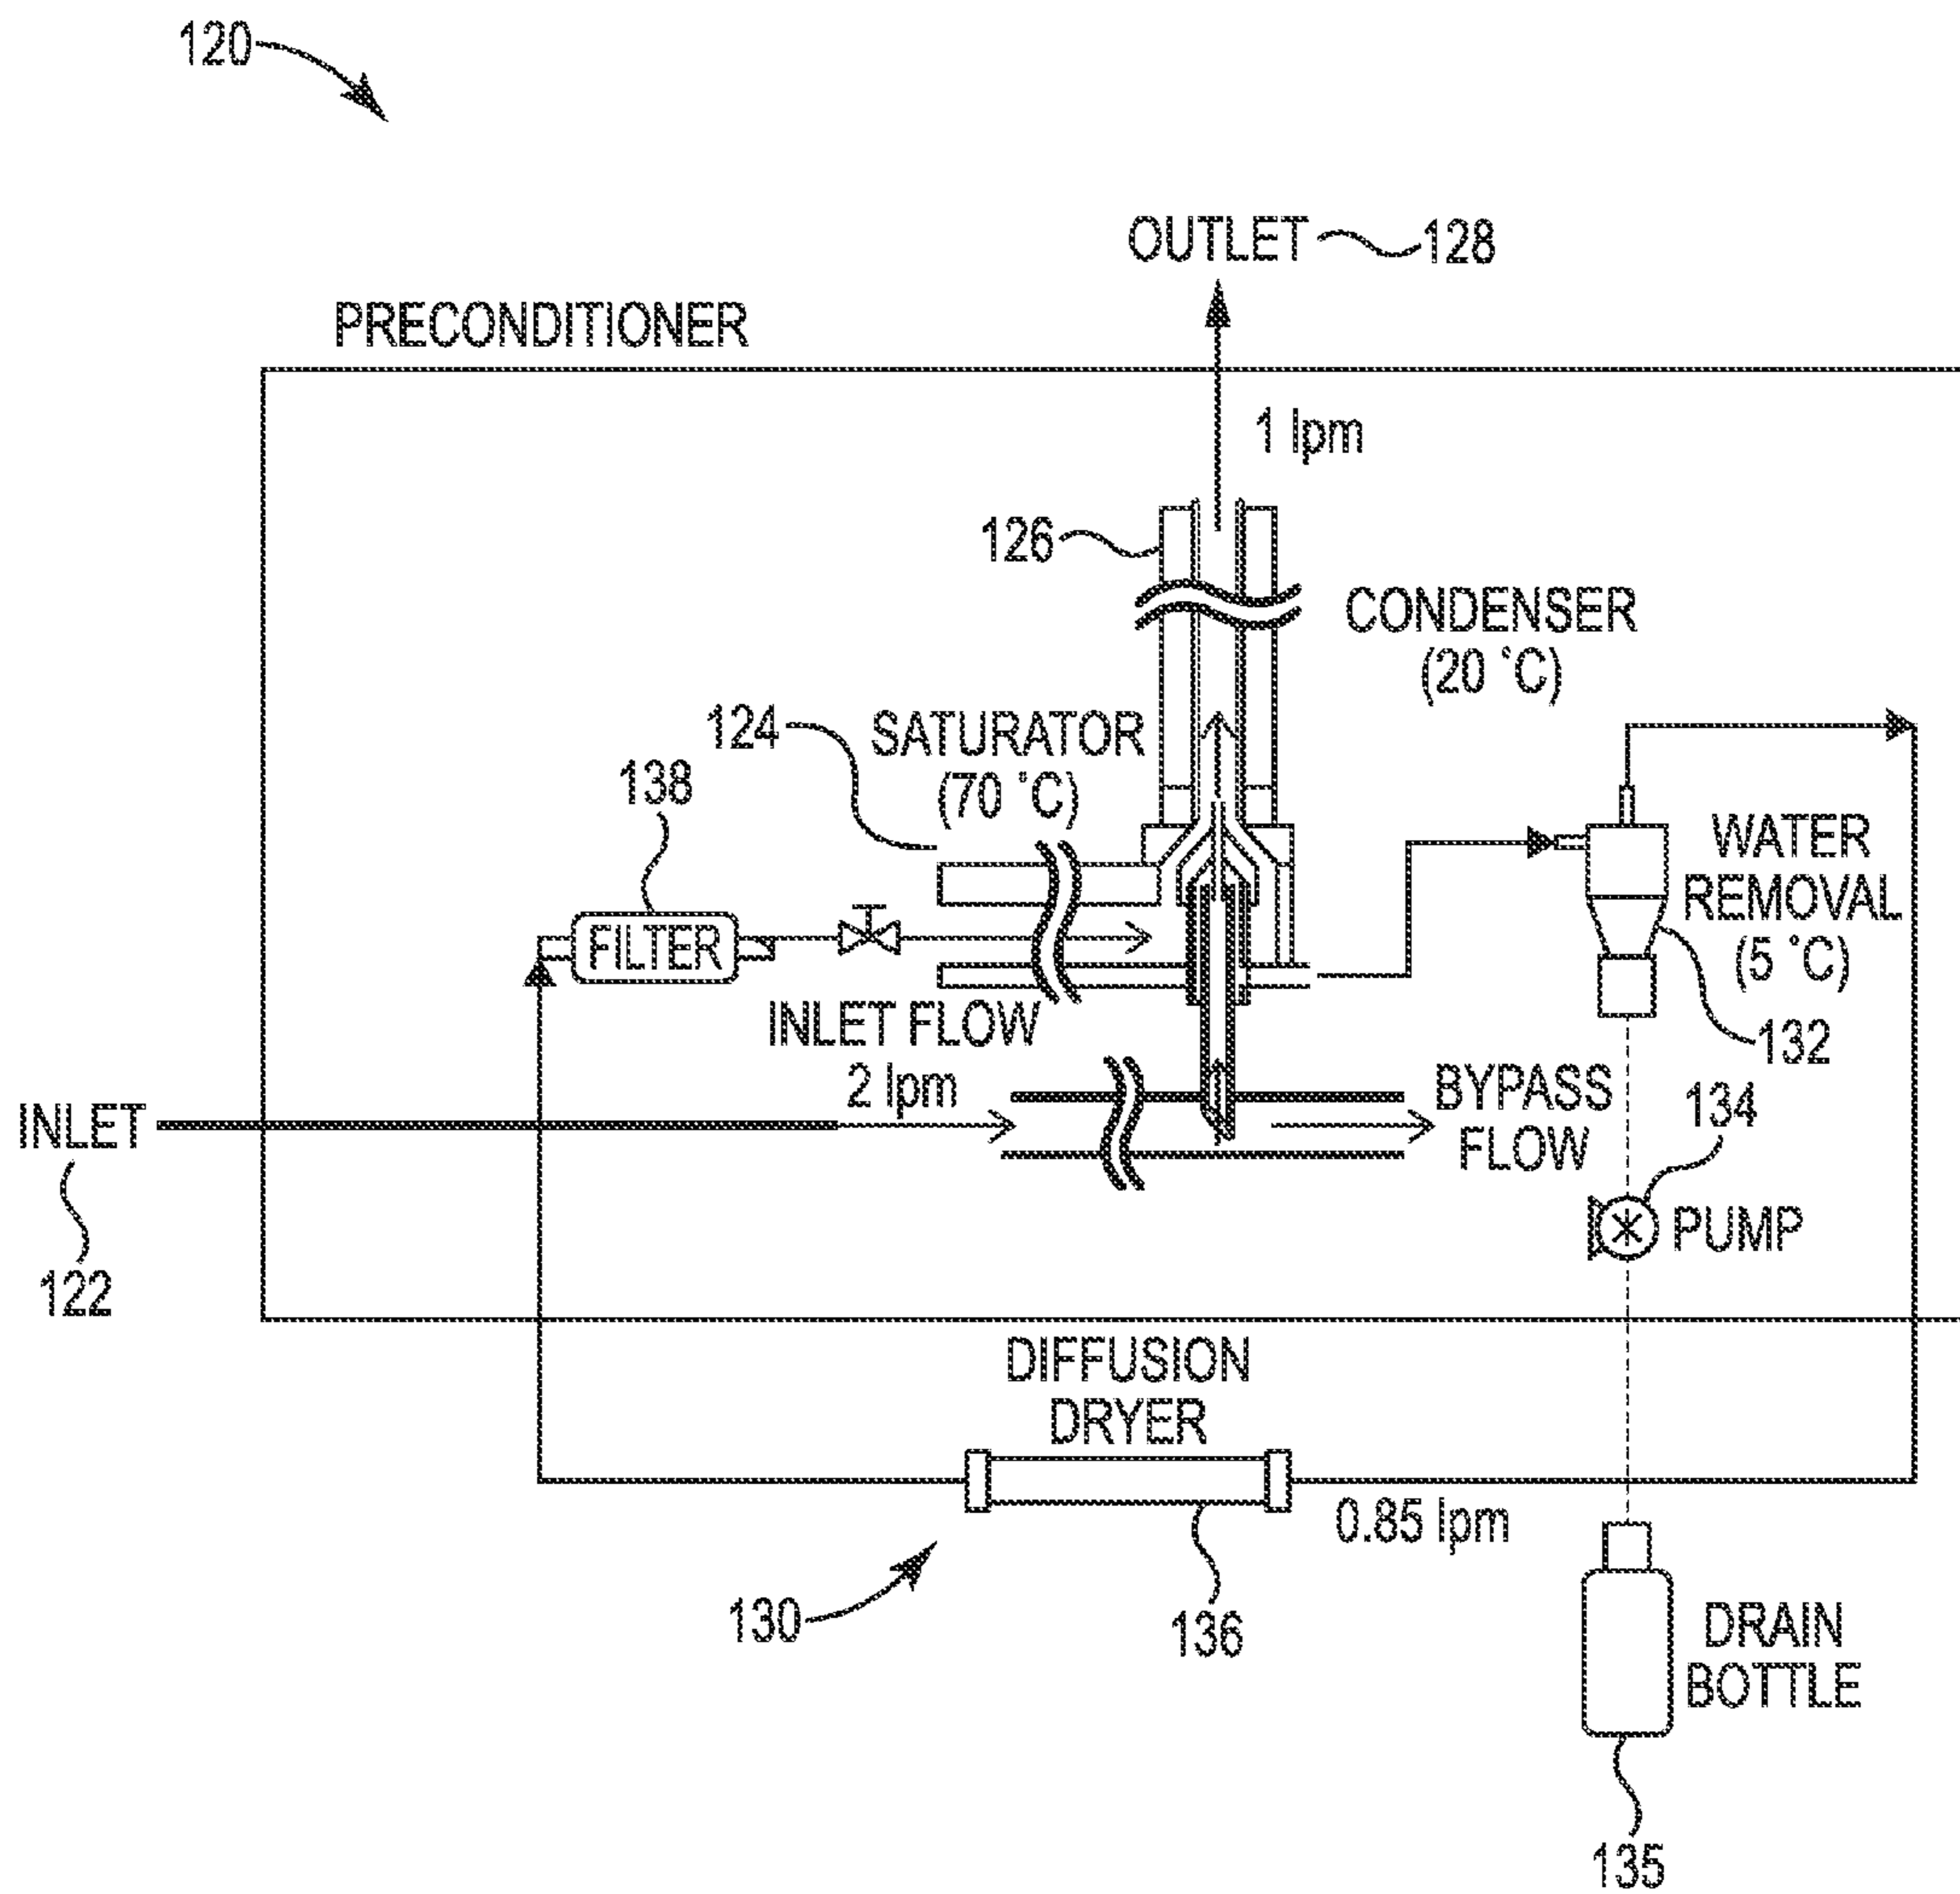 120
OUTLET 128
PRECONDITIONER
1 lpm
126
CONDENSER
(20 °C)
124
SATURATOR
(70 °C)
138
FILTER
WATER
REMOVAL
(5 °C)
132
INLET FLOW
2 lpm
INLET
122
BYPASS
FLOW
134
PUMP
DIFFUSION
DRYER
0.85 lpm
130
136
DRAIN
BOTTLE
135